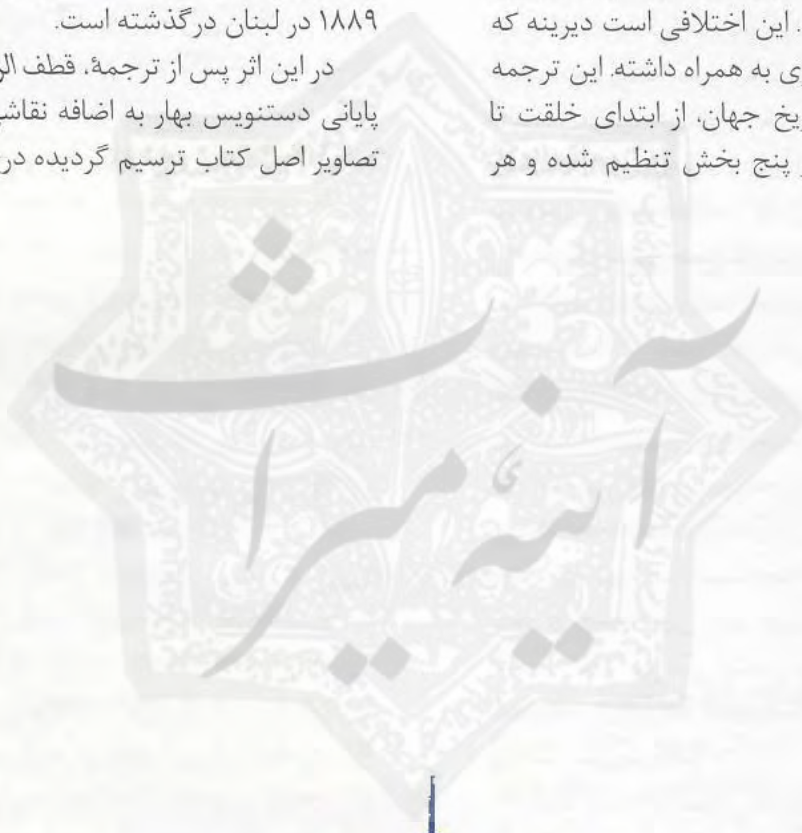 . این اختلافی است دیرینه که
ی به همراه داشته. این ترجمه
یخ جهان، از ابتدای خلقت تا
پنج بخش تنظیم شده و هر
۱۸۸۹ در لبنان درگذشته است.
در این اثر پس از ترجمهٔ، قطف الر
پایانی دستنویس بهار به اضافه نقاشی
تصاویر اصل کتاب ترسیم گردیده در
آینهٔ میراث